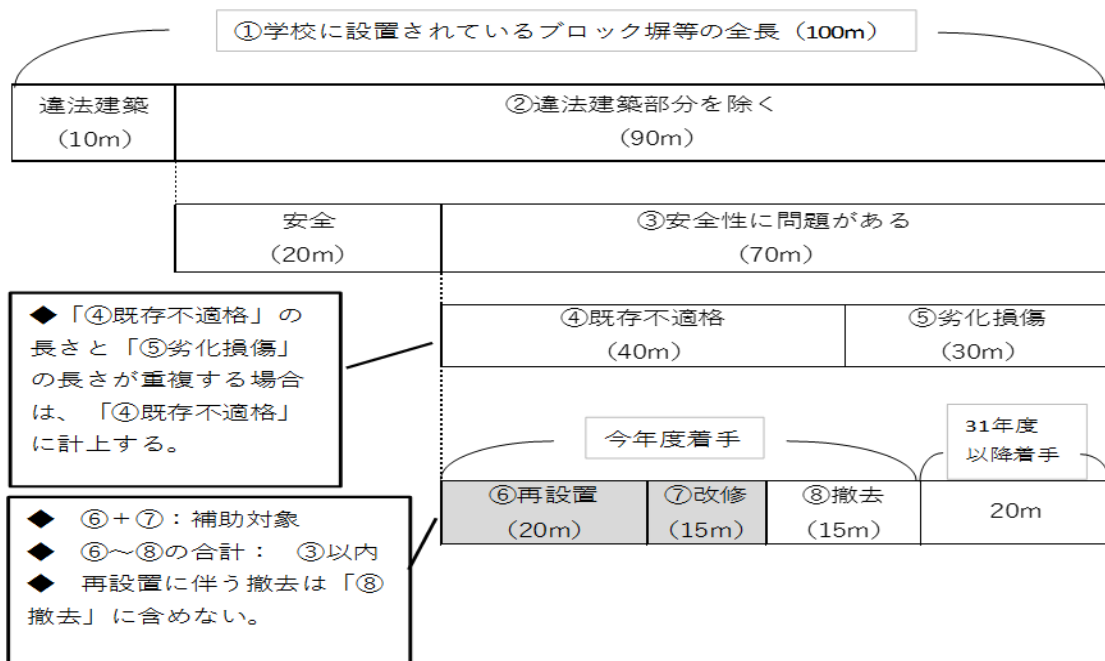 ①学校に設置されているブロック塀等の全長（100m）
違法建築
（10m）
②違法建築部分を除く
（90m）
安全
（20m）
③安全性に問題がある
（70m）
◆「④既存不適格」の
長さと「⑤劣化損傷」
の長さが重複する場合
は、「④既存不適格」
に計上する。
④既存不適格
（40m）
⑤劣化損傷
（30m）
今年度着手
31年度
以降着手
⑥再設置
（20m）
⑦改修
（15m）
⑧撤去
（15m）
20m
◆ ⑥＋⑦：補助対象
◆ ⑥～⑧の合計： ③以内
◆ 再設置に伴う撤去は「⑧
撤去」に含めない。